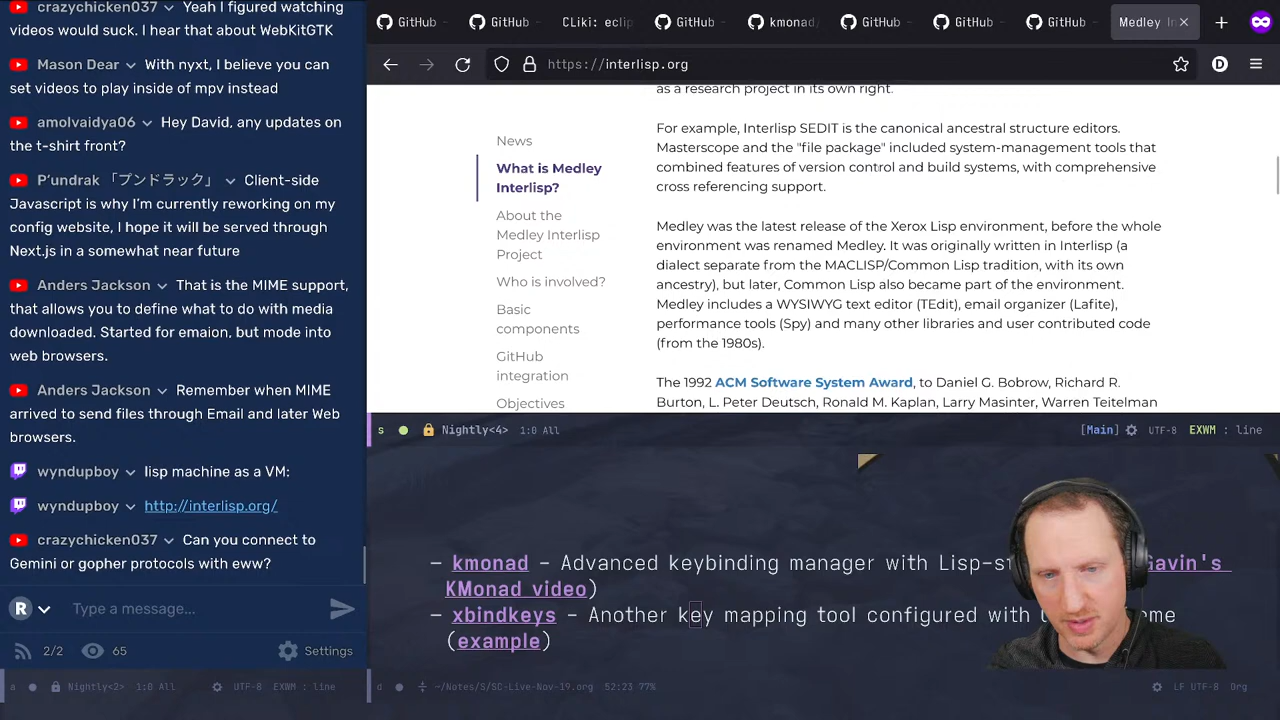 crazychicken037 Yeah I figured watching
videos would suck. I hear that about WebKitGTK
Mason Dear With nyxt, I believe you can
set videos to play inside of mpv instead
amolvaidya06 Hey David, any updates on
the t-shirt front?
P'undrak 「プンドラック」 Client-side
Javascript is why I'm currently reworking on my
config website, I hope it will be served through
Next.js in a somewhat near future
Anders Jackson That is the MIME support,
that allows you to define what to do with media
downloaded. Started for emaion, but mode into
web browsers.
Anders Jackson Remember when MIME
arrived to send files through Email and later Web
browsers.
wyndupboy lisp machine as a VM:
wyndupboy http://interlisp.org/
crazychicken037 Can you connect to
Gemini or gopher protocols with eww?
R Type a message...
2/2 65 Settings
s Nightly<2> 1:0 All UTF-8 EXWM : line
GitHub GitHub CLiki: eclip GitHub kmonad/ GitHub GitHub GitHub Medley In
https://interlisp.org
News
What is Medley
Interlisp?
About the
Medley Interlisp
Project
Who is involved?
Basic
components
GitHub
integration
Objectives
as a research project in its own right.
For example, Interlisp SEDIT is the canonical ancestral structure editors.
Masterscope and the "file package" included system-management tools that
combined features of version control and build systems, with comprehensive
cross referencing support.
Medley was the latest release of the Xerox Lisp environment, before the whole
environment was renamed Medley. It was originally written in Interlisp (a
dialect separate from the MACLISP/Common Lisp tradition, with its own
ancestry), but later, Common Lisp also became part of the environment.
Medley includes a WYSIWYG text editor (TEdit), email organizer (Lafite),
performance tools (Spy) and many other libraries and user contributed code
(from the 1980s).
The 1992 ACM Software System Award, to Daniel G. Bobrow, Richard R.
Burton, L. Peter Deutsch, Ronald M. Kaplan, Larry Masinter, Warren Teitelman
s Nightly<4> 1:0 All [Main] UTF-8 EXWM : line
– kmonad – Advanced keybinding manager with Gavin's
KMonad video)
– xbindkeys – Another key mapping tool configured with
(example)
d ~/Notes/S/SC-Live-Nov-19.org 52:23 77% LF UTF-8 Org